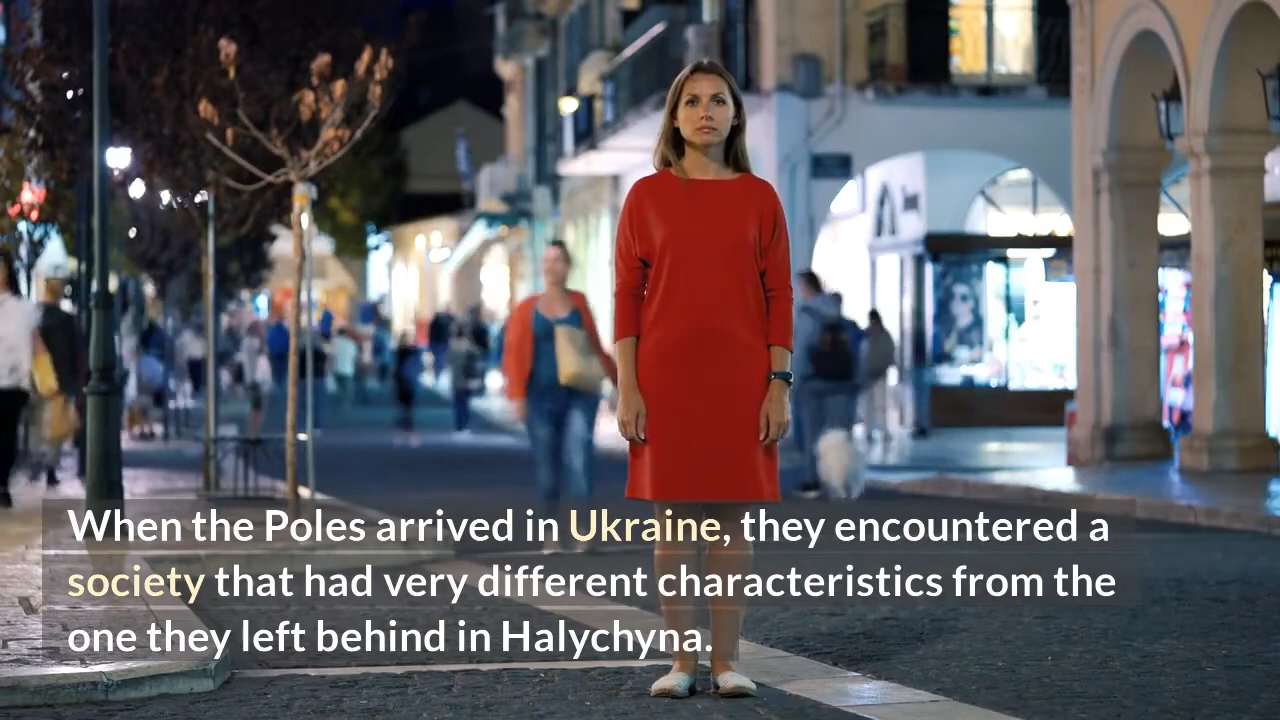 When the Poles arrived in Ukraine, they encountered a
society that had very different characteristics from the
one they left behind in Halychyna.